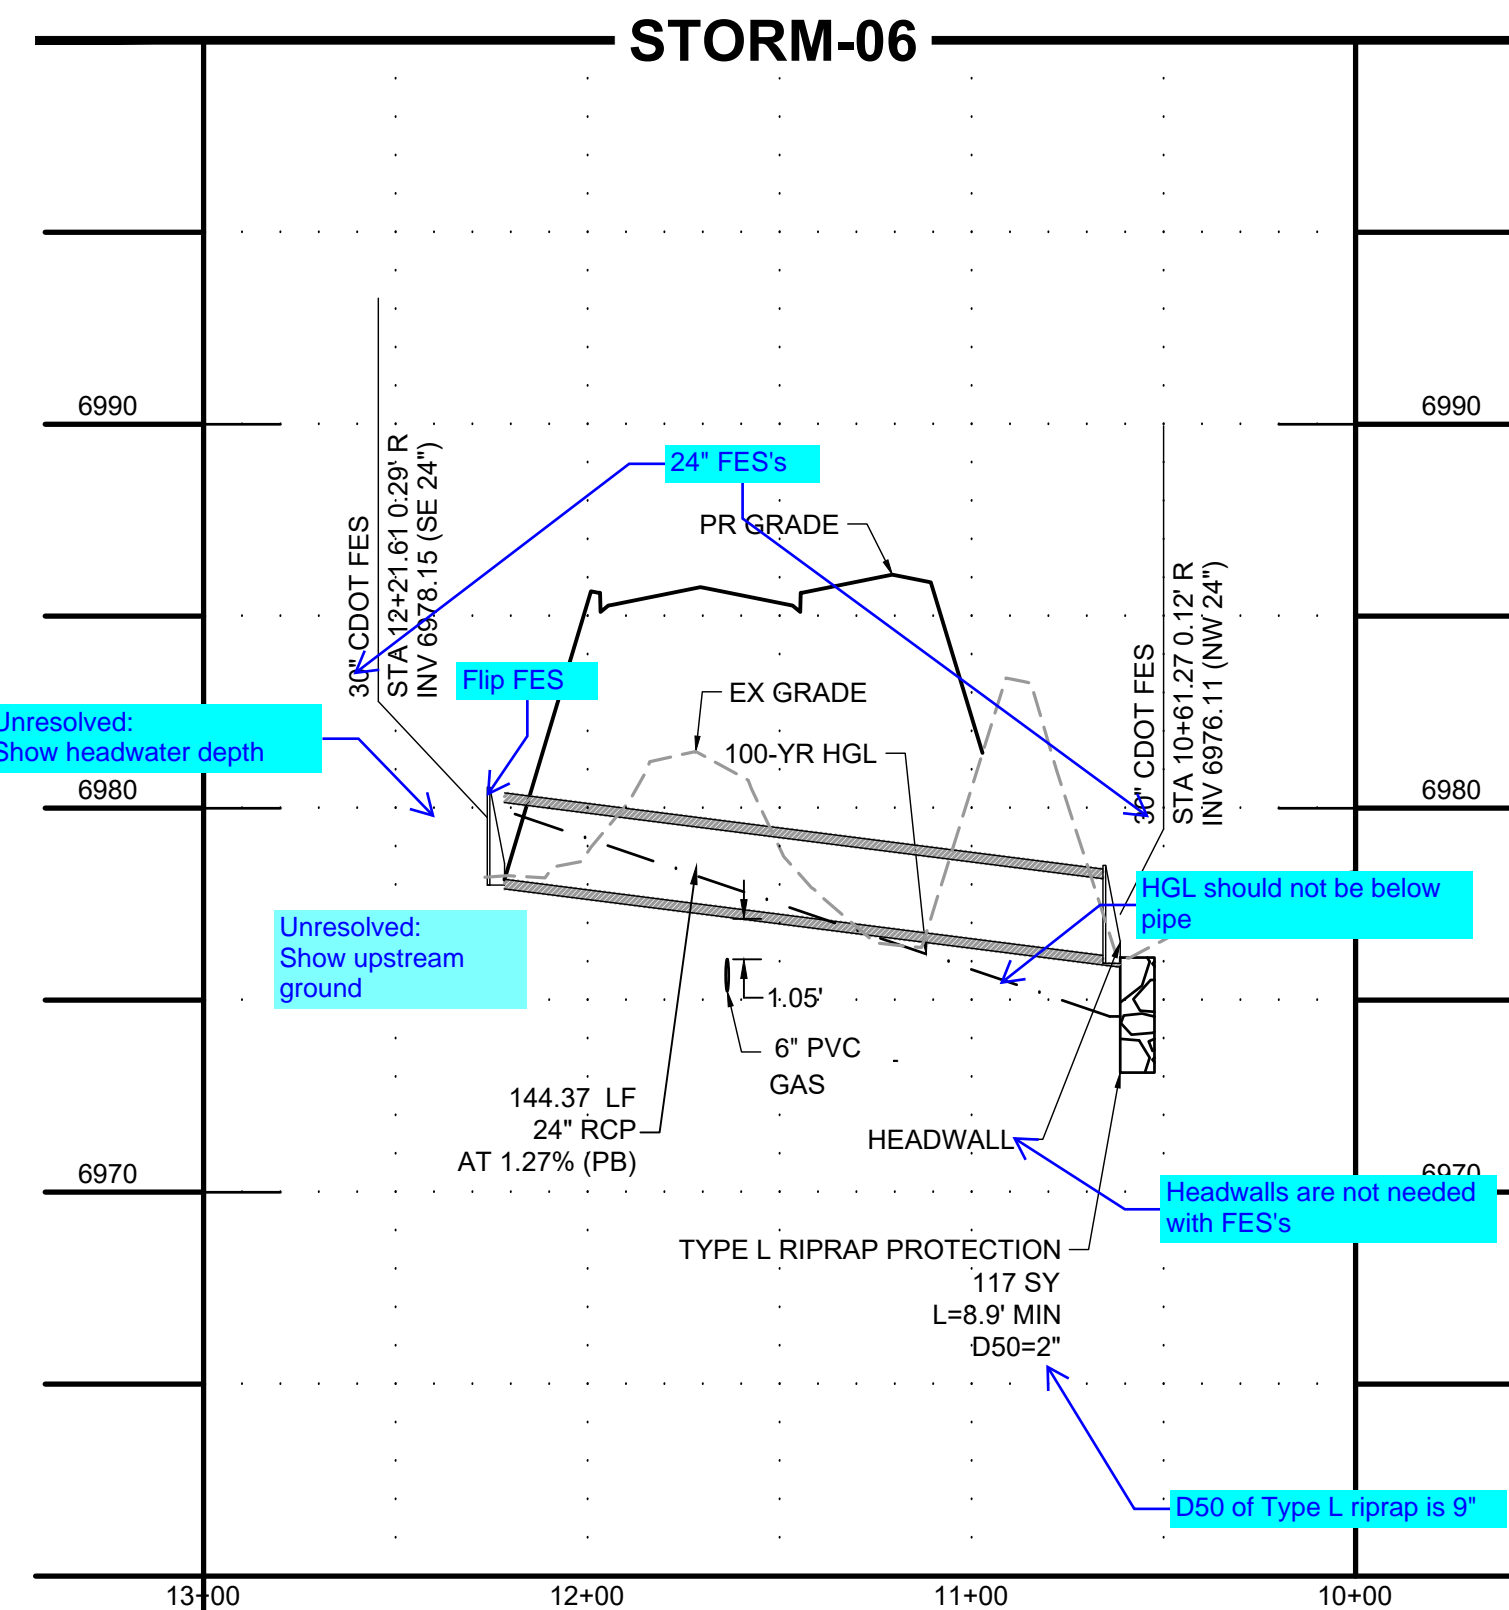 STORM-06
6990
6990
30" CDOT FES
STA 12+21.61 0.29' R
INV 6978.15 (SE 24")
24" FES's
PR GRADE
Flip FES
EX GRADE
100-YR HGL
30" CDOT FES
STA 10+61.27 0.12' R
INV 6976.11 (NW 24")
Unresolved:
Show headwater depth
6980
6980
HGL should not be below
pipe
Unresolved:
Show upstream
ground
1.05'
6" PVC
GAS
144.37 LF
24" RCP
AT 1.27% (PB)
HEADWALL
6970
6970
Headwalls are not needed
with FES's
TYPE L RIPRAP PROTECTION
117 SY
L=8.9' MIN
D50=2"
D50 of Type L riprap is 9"
13+00
12+00
11+00
10+00